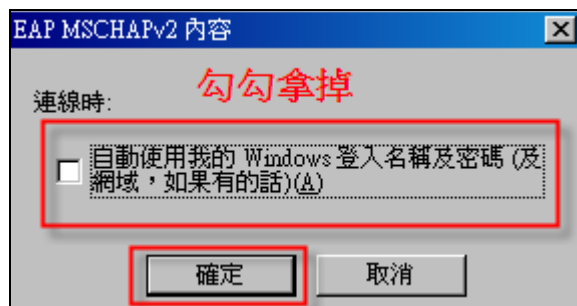 EAP MSCHAPv2 內容
勾勾拿掉
連線時:
自動使用我的 Windows 登入名稱及密碼 (及
網域，如果有的話)(A)
確定
取消